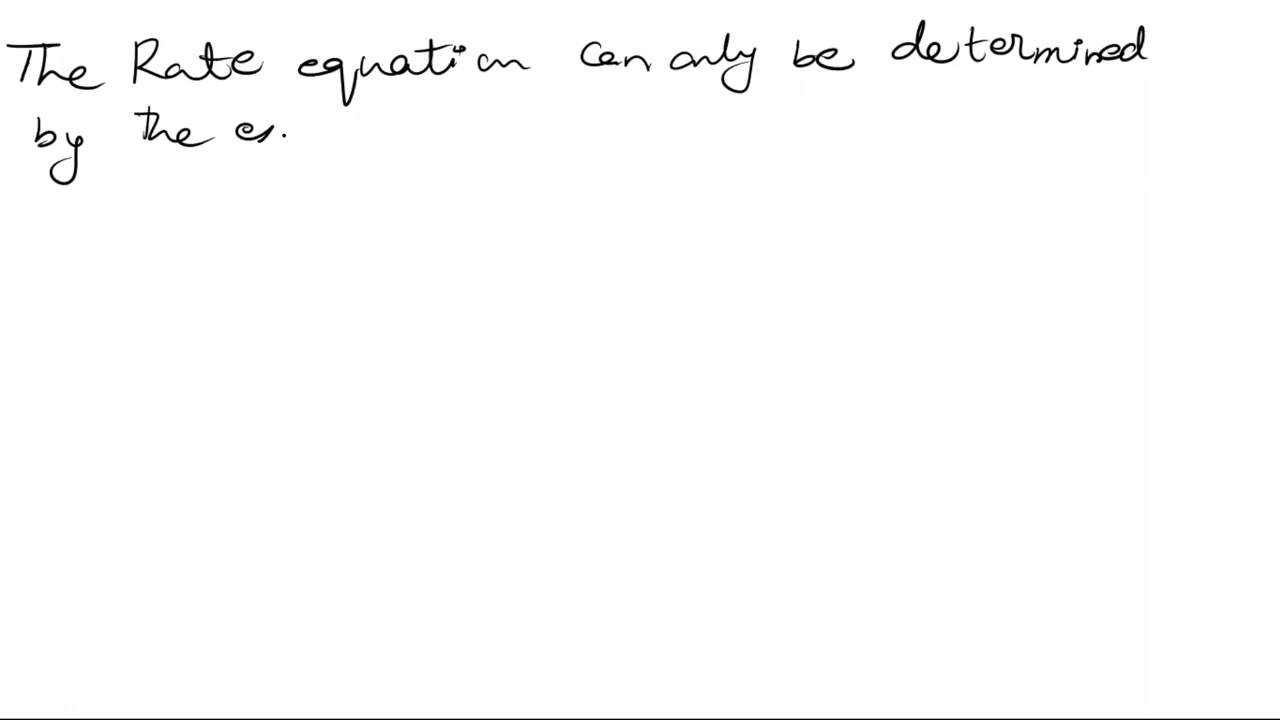 The Rate equation can only be determined
by the